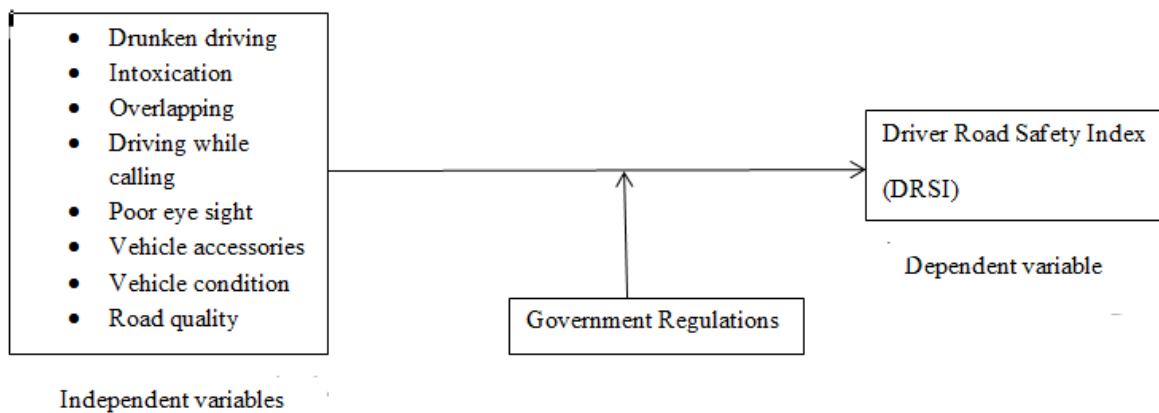 • Drunken driving
• Intoxication
• Overlapping
• Driving while
calling
• Poor eye sight
• Vehicle accessories
• Vehicle condition
• Road quality
Independent variables
Government Regulations
Driver Road Safety Index
(DRSI)
Dependent variable